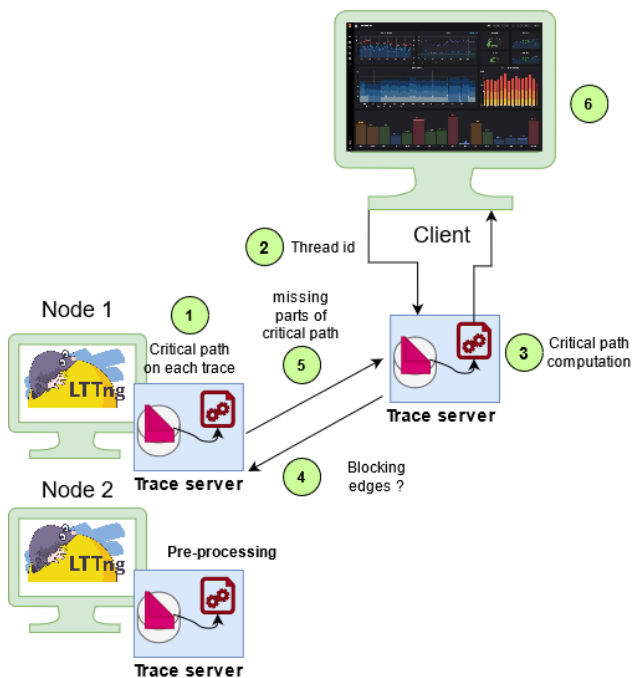 6
2
Thread id
Client
Node 1
1
Critical path
on each trace
missing
parts of
critical path
5
3
Critical path
computation
LTTng
Trace server
Trace server
4
Blocking
edges ?
Node 2
LTTng
Pre-processing
Trace server